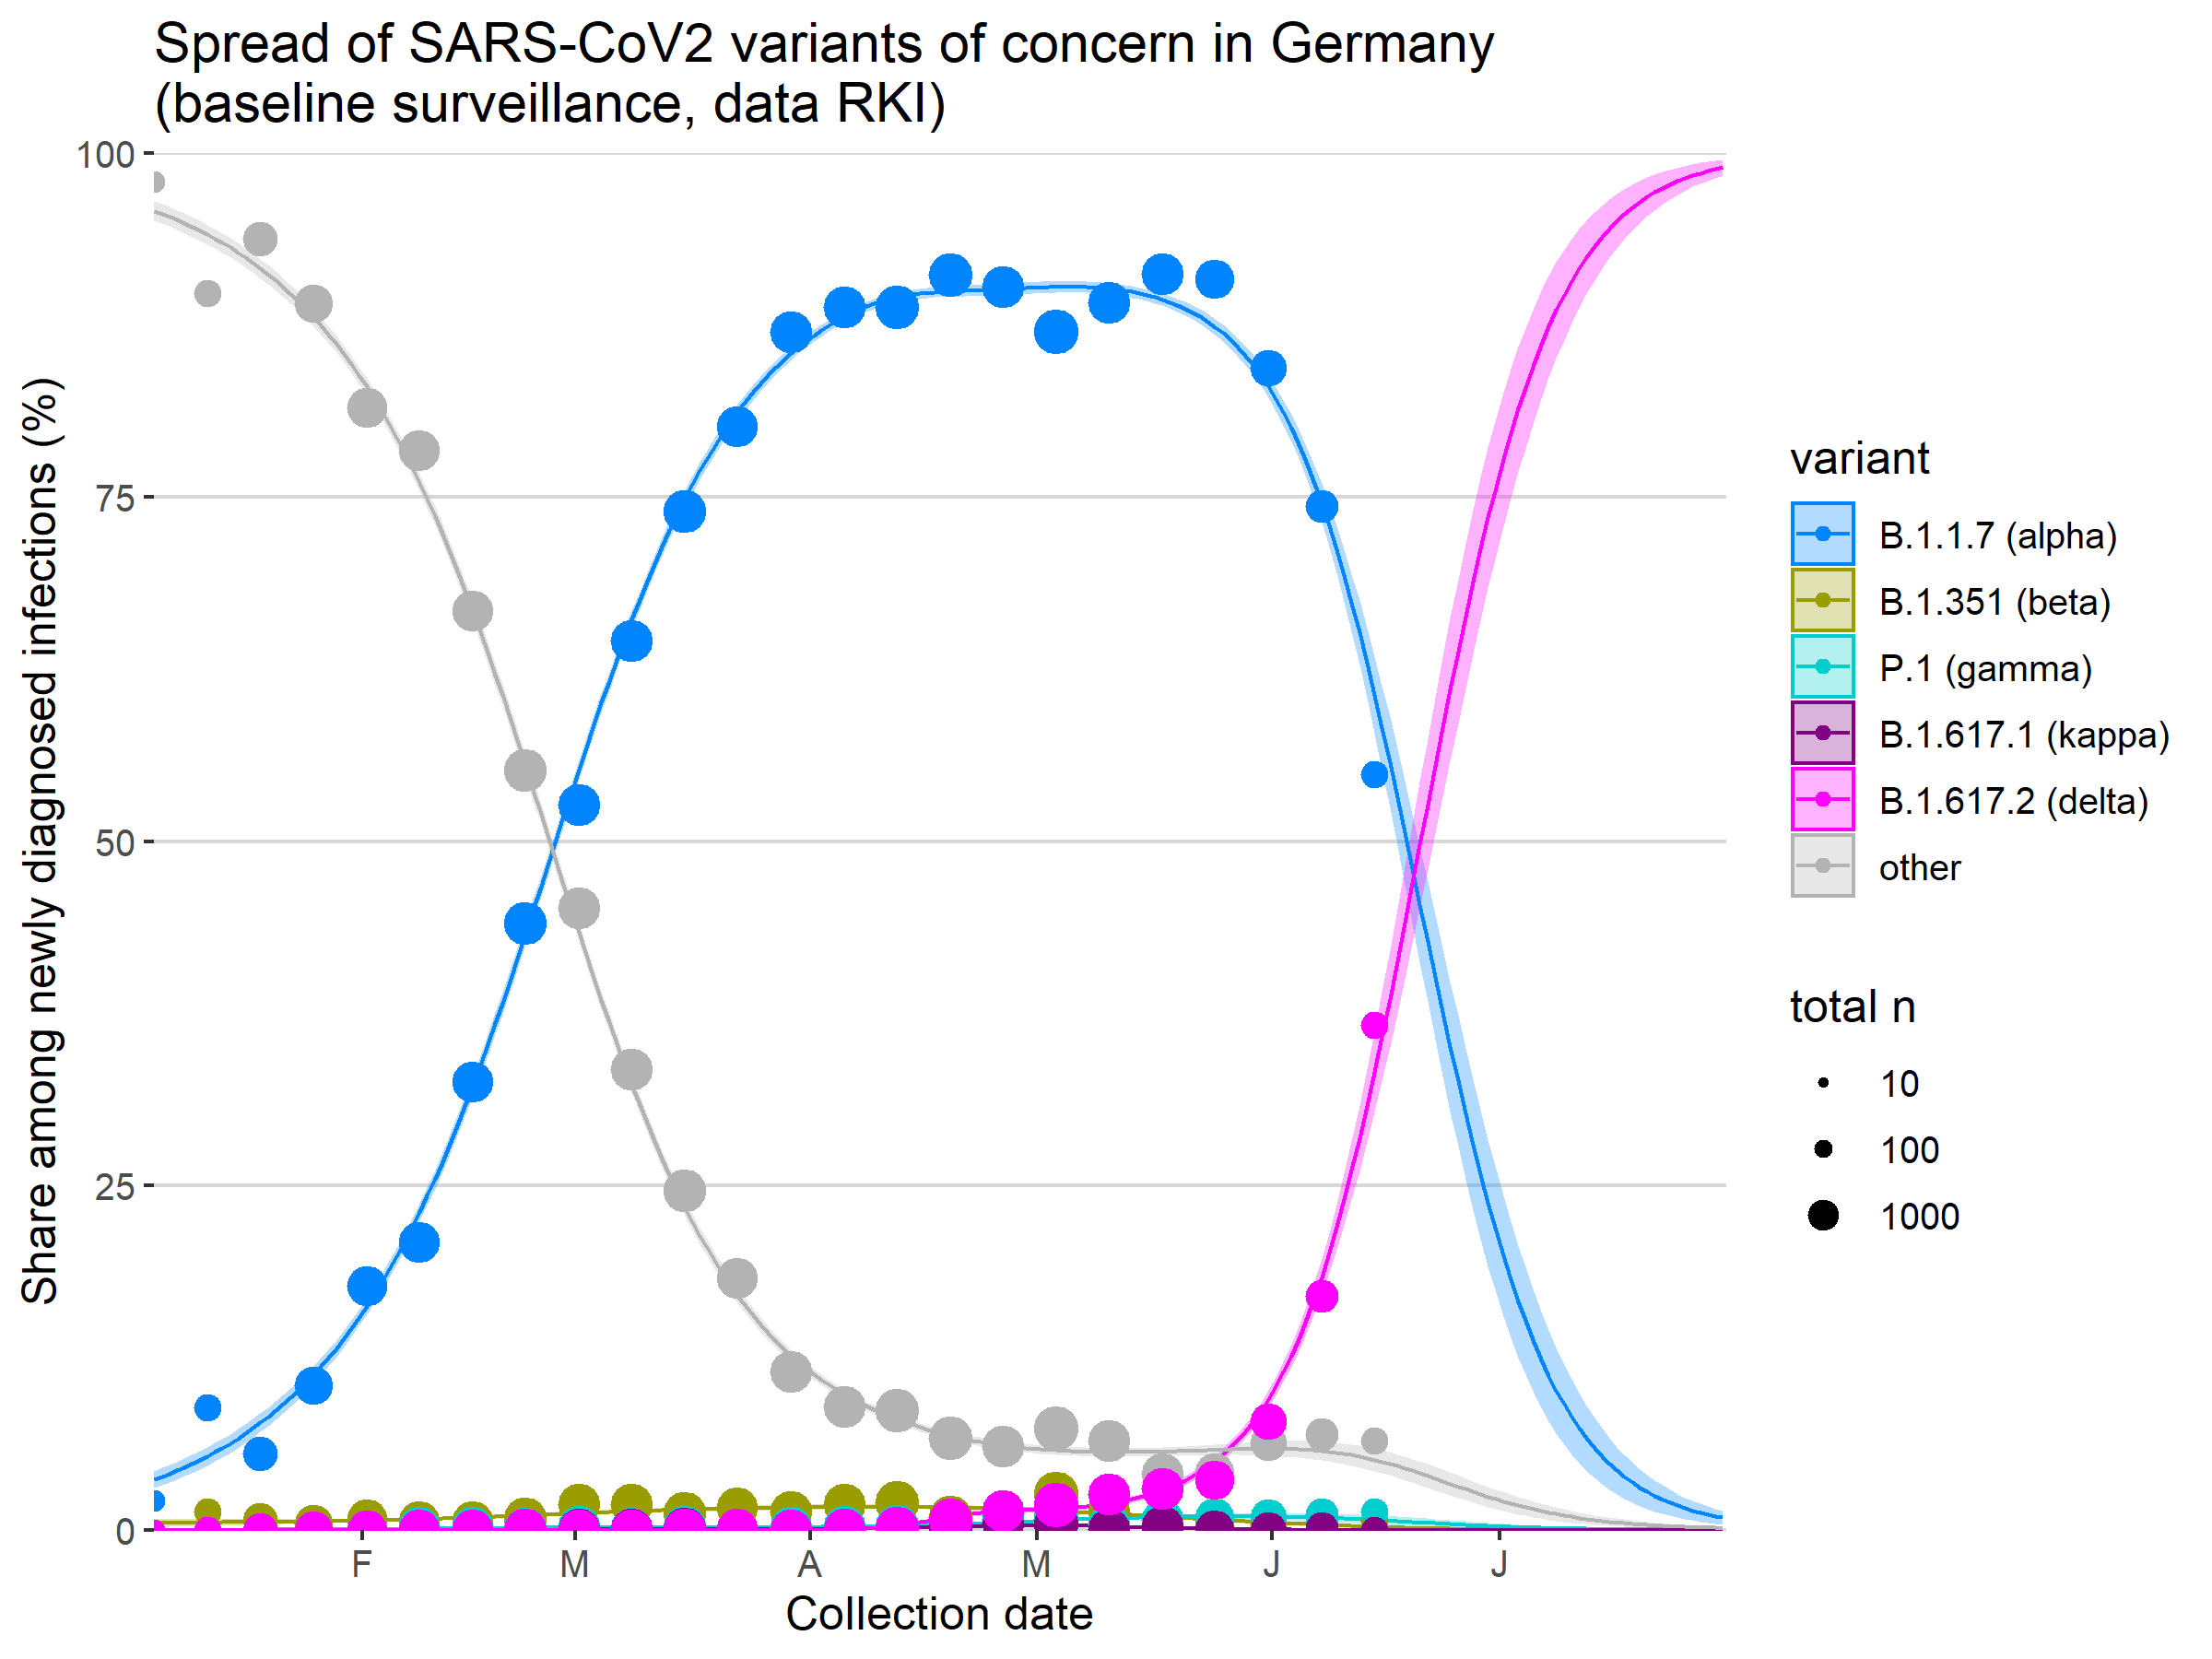 Spread of SARS-CoV2 variants of concern in Germany
(baseline surveillance, data RKI)
Share among newly diagnosed infections (%)
100
75
50
25
0
F
M
A
M
J
J
Collection date
variant
B.1.1.7 (alpha)
B.1.351 (beta)
P.1 (gamma)
B.1.617.1 (kappa)
B.1.617.2 (delta)
other
total n
10
100
1000